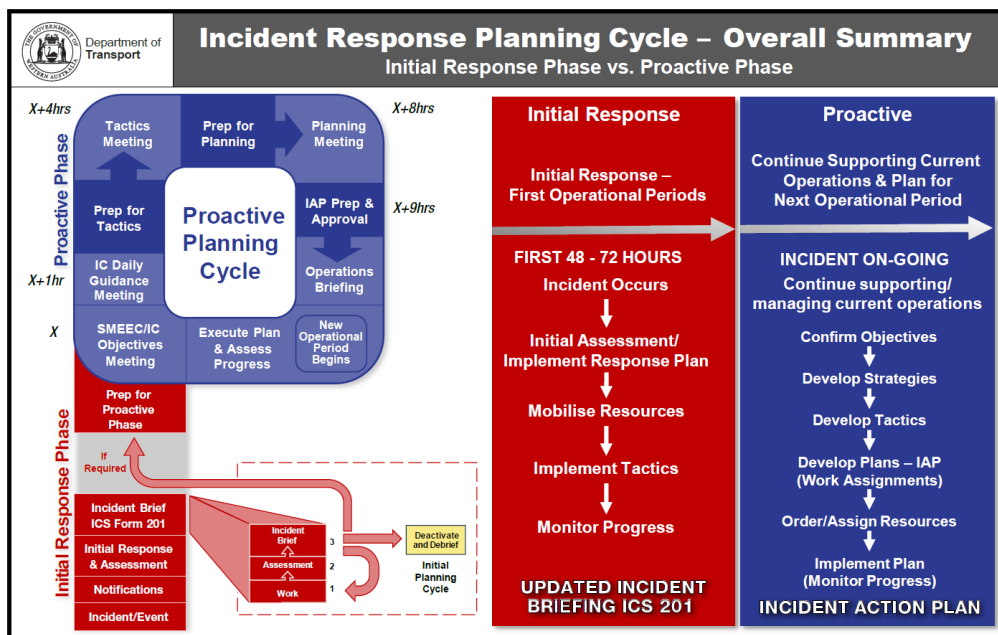 THE GOVERNMENT OF
WESTERN AUSTRALIA
Department of
Transport
Incident Response Planning Cycle – Overall Summary
Initial Response Phase vs. Proactive Phase
X+4hrs
X+8hrs
X+9hrs
X+1hr
X
Proactive Phase
Tactics
Meeting
Prep for
Planning
Planning
Meeting
Prep for
Tactics
Proactive
Planning
Cycle
IAP Prep &
Approval
IC Daily
Guidance
Meeting
Operations
Briefing
SMEEC/IC
Objectives
Meeting
Execute Plan
& Assess
Progress
New
Operational
Period
Begins
Initial Response Phase
Prep for
Proactive
Phase
If
Required
Incident Brief
ICS Form 201
Initial Response
& Assessment
Notifications
Incident/Event
Incident
Brief
3
Assessment
2
Work
1
Deactivate
and Debrief
Initial
Planning
Cycle
Initial Response
Initial Response –
First Operational Periods
FIRST 48 - 72 HOURS
Incident Occurs
Initial Assessment/
Implement Response Plan
Mobilise Resources
Implement Tactics
Monitor Progress
UPDATED INCIDENT
BRIEFING ICS 201
Proactive
Continue Supporting Current
Operations & Plan for
Next Operational Period
INCIDENT ON-GOING
Continue supporting/
managing current operations
Confirm Objectives
Develop Strategies
Develop Tactics
Develop Plans – IAP
(Work Assignments)
Order/Assign Resources
Implement Plan
(Monitor Progress)
INCIDENT ACTION PLAN